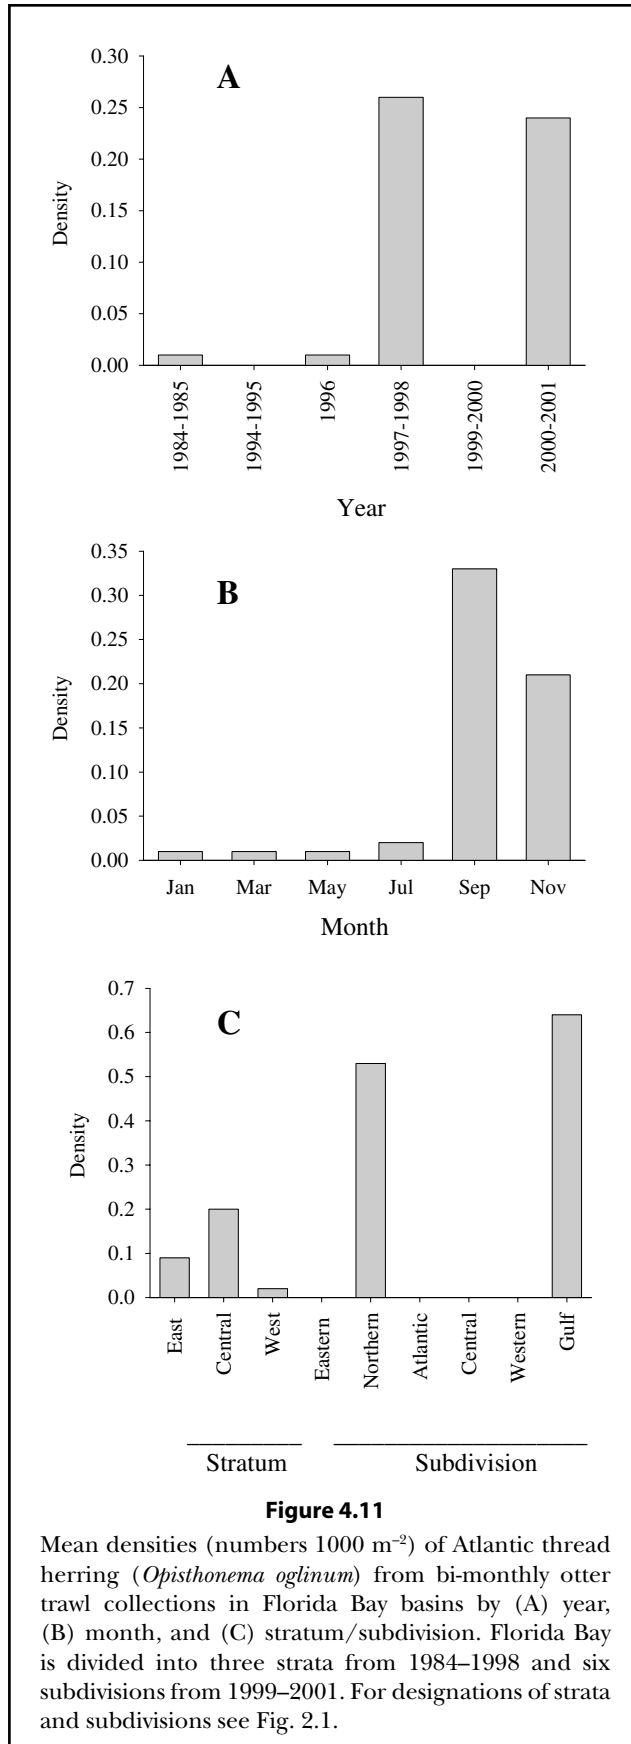 A
0.30
0.25
0.20
0.15
0.10
0.05
0.00
Density
1984-1985
1994-1995
1996
1997-1998
1999-2000
2000-2001
Year
B
0.35
0.30
0.25
0.20
0.15
0.10
0.05
0.00
Density
Jan Mar May Jul Sep Nov
Month
C
0.7
0.6
0.5
0.4
0.3
0.2
0.1
0.0
Density
East
Central
West
Eastern
Northern
Atlantic
Central
Western
Gulf
Stratum Subdivision
Figure 4.11
Mean densities (numbers 1000 m⁻²) of Atlantic thread
herring (Opisthonema oglinum) from bi-monthly otter
trawl collections in Florida Bay basins by (A) year,
(B) month, and (C) stratum/subdivision. Florida Bay
is divided into three strata from 1984–1998 and six
subdivisions from 1999–2001. For designations of strata
and subdivisions see Fig. 2.1.